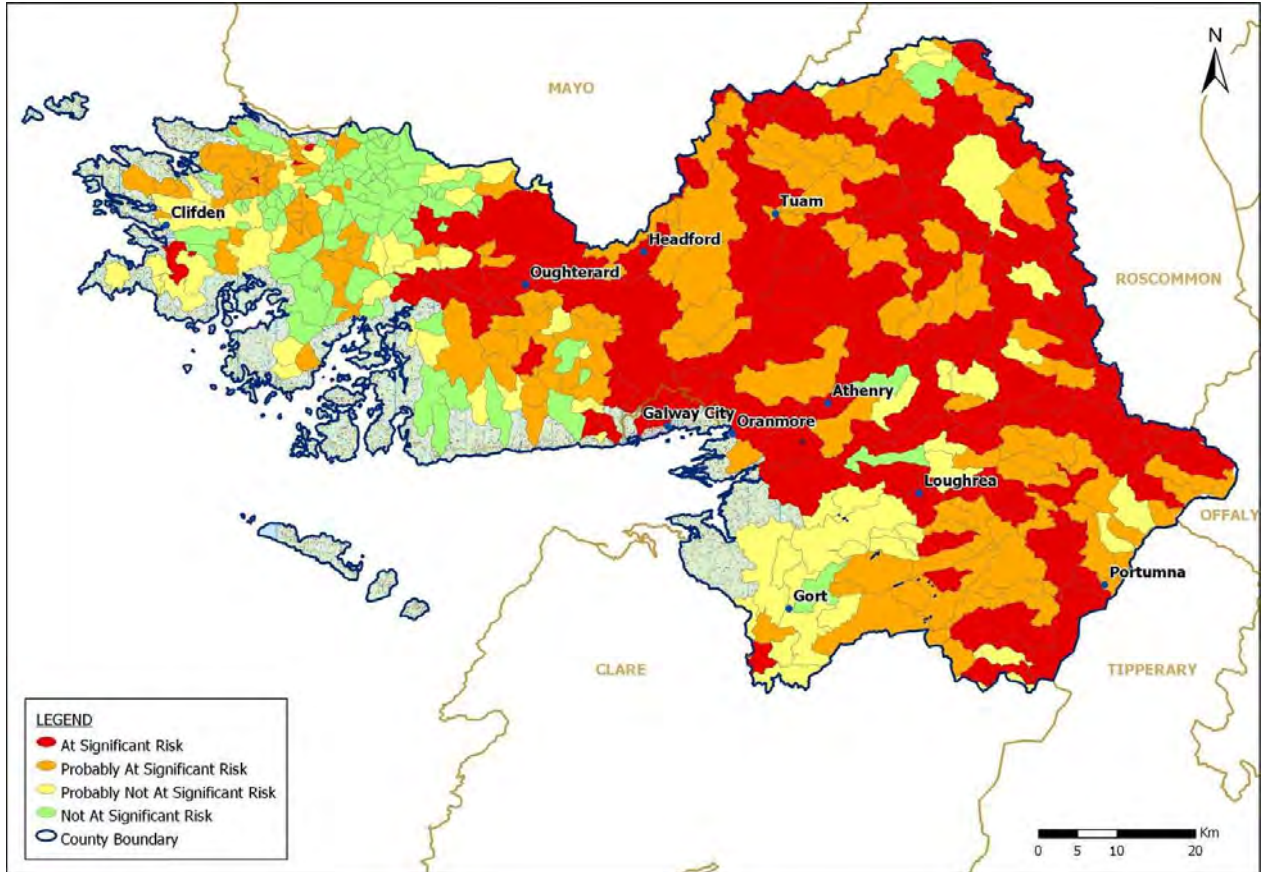 N
MAYO
Clifden
Tuam
Headford
Oughterard
ROSCOMMON
Athenry
Galway City
Oranmore
Loughrea
OFFALY
Portumna
Gort
CLARE
TIPPERARY
LEGEND
At Significant Risk
Probably At Significant Risk
Probably Not At Significant Risk
Not At Significant Risk
County Boundary
Km
0 5 10 20